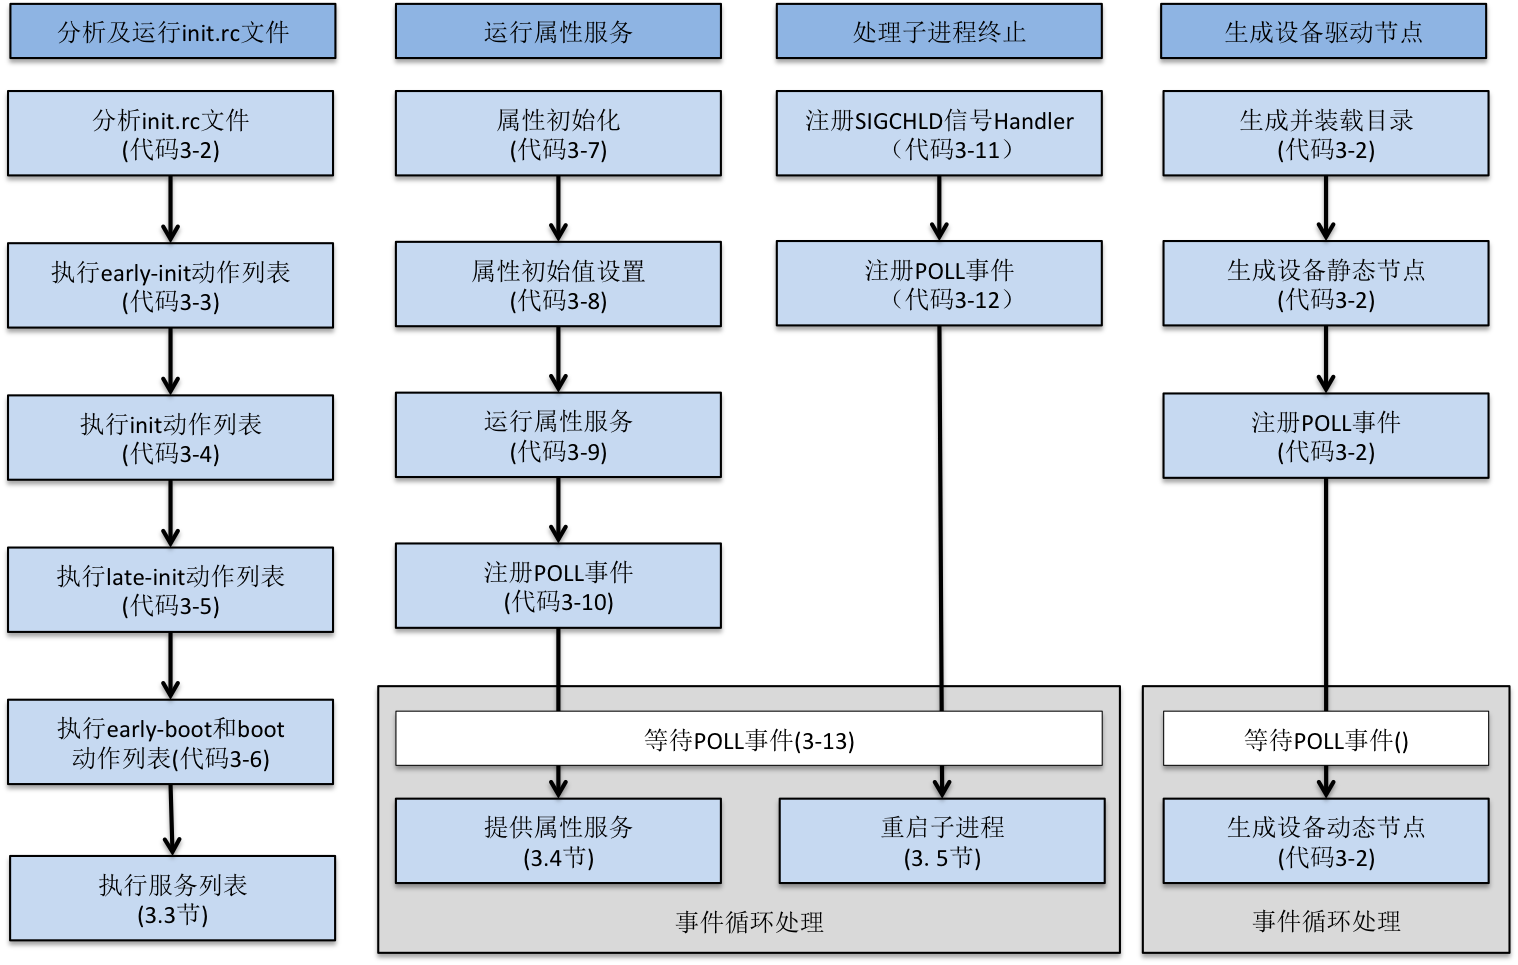 分析及运行init.rc文件
分析init.rc文件
(代码3-2)
执行early-init动作列表
(代码3-3)
执行init动作列表
(代码3-4)
执行late-init动作列表
(代码3-5)
执行early-boot和boot
动作列表(代码3-6)
执行服务列表
(3.3节)
运行属性服务
属性初始化
(代码3-7)
属性初始值设置
(代码3-8)
运行属性服务
(代码3-9)
注册POLL事件
(代码3-10)
处理子进程终止
注册SIGCHLD信号Handler
（代码3-11）
注册POLL事件
（代码3-12）
等待POLL事件(3-13)
提供属性服务
(3.4节)
重启子进程
(3. 5节)
事件循环处理
生成设备驱动节点
生成并装载目录
(代码3-2)
生成设备静态节点
(代码3-2)
注册POLL事件
(代码3-2)
等待POLL事件()
生成设备动态节点
(代码3-2)
事件循环处理